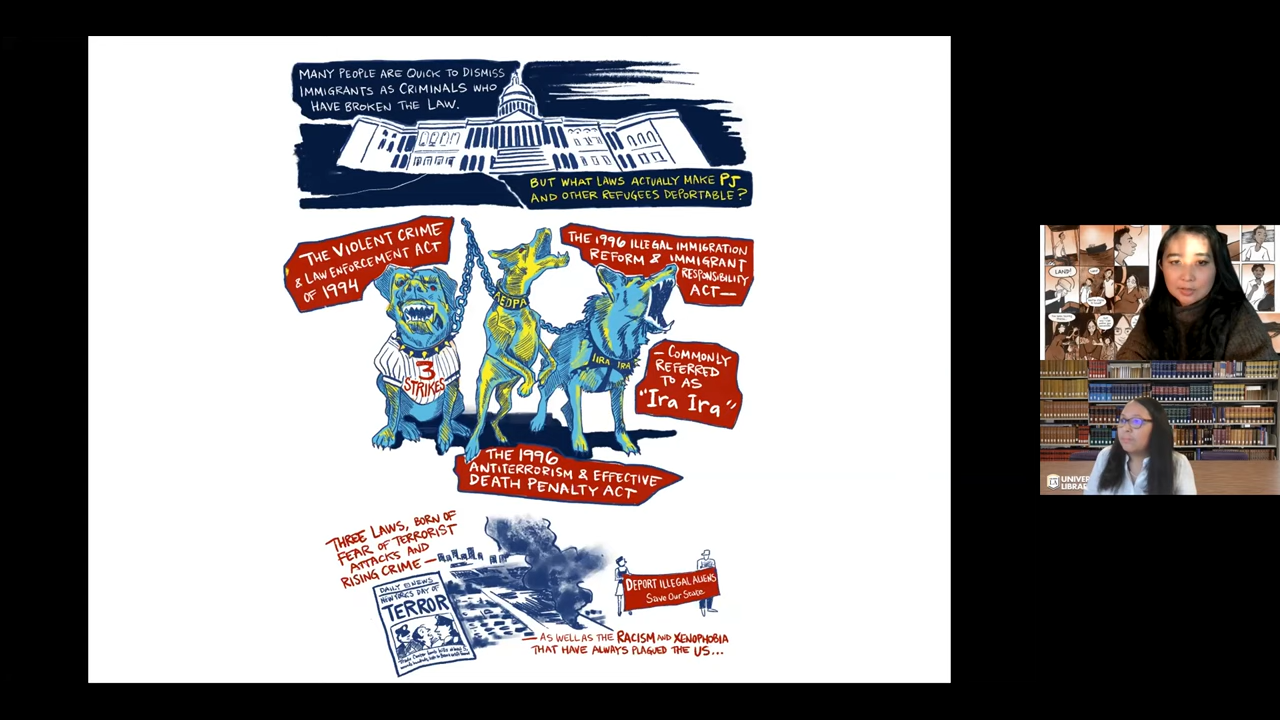 MANY PEOPLE ARE QUICK TO DISMISS
IMMIGRANTS AS CRIMINALS WHO
HAVE BROKEN THE LAW.
BUT WHAT LAWS ACTUALLY MAKE PJ
AND OTHER REFUGEES DEPORTABLE?
THE VIOLENT CRIME
& LAW ENFORCEMENT ACT
OF 1994
THE 1996 ILLEGAL IMMIGRATION
REFORM & IMMIGRANT
RESPONSIBILITY
ACT—
AEDPA
3
STRIKES
IRA IRA
— COMMONLY
REFERRED
TO AS
"Ira Ira"
THE 1996
ANTITERRORISM & EFFECTIVE
DEATH PENALTY ACT
THREE LAWS, BORN OF
FEAR OF TERRORIST
ATTACKS AND
RISING CRIME —
DAILY NEWS
NEW YORK'S DAY OF
TERROR
DEPORT ILLEGAL ALIENS
Save Our State
— AS WELL AS THE RACISM AND XENOPHOBIA
THAT HAVE ALWAYS PLAGUED THE US...
LAND!